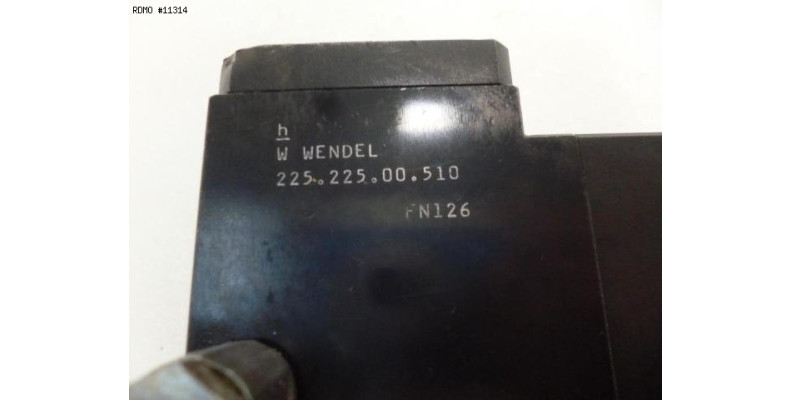 RDMO #11314
h
W WENDEL
225.225.00.510
FN126